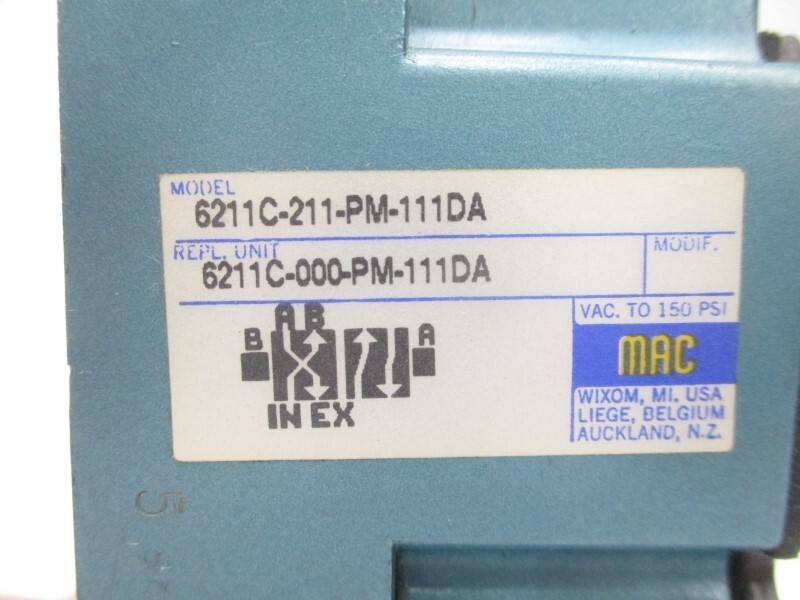 MODEL
6211C-211-PM-111DA
REPL. UNIT
MODIF.
6211C-000-PM-111DA
VAC. TO 150 PSI
A B
B
A
IN EX
MAC
WIXOM, MI. USA
LIEGE, BELGIUM
AUCKLAND, N.Z.
5